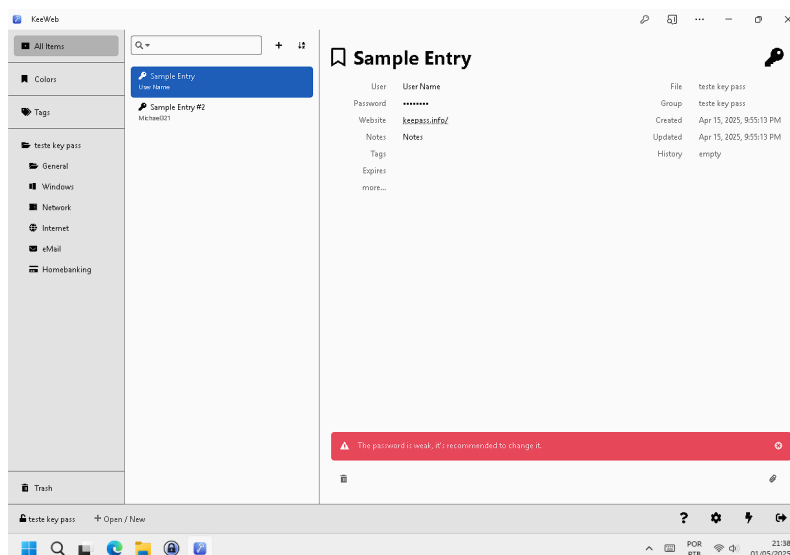 KeeWeb
All Items
Colors
Tags
teste key pass
General
Windows
Network
Internet
eMail
Homebanking
Trash
Sample Entry
User Name
Sample Entry #2
Michael321
Sample Entry
User User Name
Password ••••••••
Website keepass.info/
Notes Notes
Tags
Expires
more...
File teste key pass
Group teste key pass
Created Apr 15, 2025, 9:55:13 PM
Updated Apr 15, 2025, 9:55:13 PM
History empty
The password is weak, it's recommended to change it.
teste key pass + Open / New
POR
PTB
21:38
01/05/2025